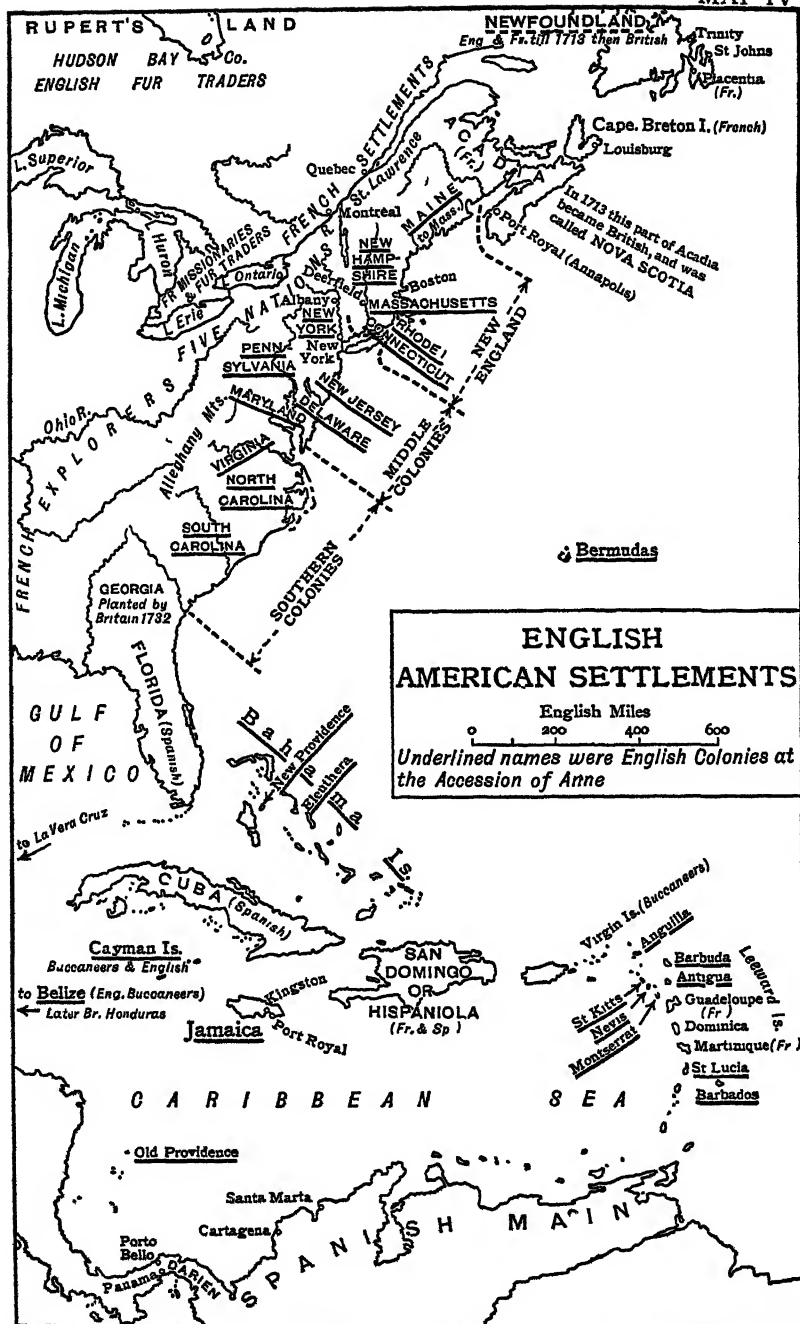 MAP IV
RUPERT'S LAND
HUDSON BAY Co.
ENGLISH FUR TRADERS
NEWFOUNDLAND
Eng & Fr. till 1713 then British
Trinity
St Johns
Placentia
(Fr.)
Cape. Breton I. (French)
Louisburg
ACADIA
(Fr.)
In 1713 this part of Acadia
became British, and was
called NOVA SCOTIA
Port Royal (Annapolis)
L. Superior
L. Michigan
Huron
L. Erie
Ontario
FR MISSIONARIES
& FUR TRADERS
FRENCH SETTLEMENTS
Quebec
St. Lawrence
R.
Montreal
MAINE
(to Mass.)
NEW
HAMP-
SHIRE
Deerfield
Boston
Albany
MASSACHUSETTS
FIVE NATIONS
NEW
YORK
New
York
RHODE I
CONNECTICUT
NEW
ENGLAND
PENN-
SYLVANIA
NEW JERSEY
DELAWARE
MARYLAND
MIDDLE
COLONIES
Ohio R.
FRENCH EXPLORERS
Alleghany Mts.
VIRGINIA
NORTH
CAROLINA
SOUTH
CAROLINA
SOUTHERN
COLONIES
Bermudas
GEORGIA
Planted by
Britain 1732
FLORIDA (Spanish)
GULF
OF
MEXICO
to La Vera Cruz
ENGLISH
AMERICAN SETTLEMENTS
English Miles
0 200 400 600
Underlined names were English Colonies at
the Accession of Anne
Bahama Is.
New Providence
Eleuthera
CUBA (Spanish)
Cayman Is.
Buccaneers & English
to Belize (Eng. Buccaneers)
Later Br. Honduras
Jamaica
Kingston
Port Royal
SAN
DOMINGO
OR
HISPANIOLA
(Fr. & Sp)
Virgin Is. (Buccaneers)
Anguilla
Barbuda
Antigua
Leeward Is.
St Kitts
Nevis
Montserrat
Guadeloupe
(Fr)
Dominica
Martinique (Fr)
St Lucia
Barbados
CARIBBEAN SEA
Old Providence
Santa Marta
Cartagena
SPANISH MAIN
Porto
Bello
Panama
DARIEN